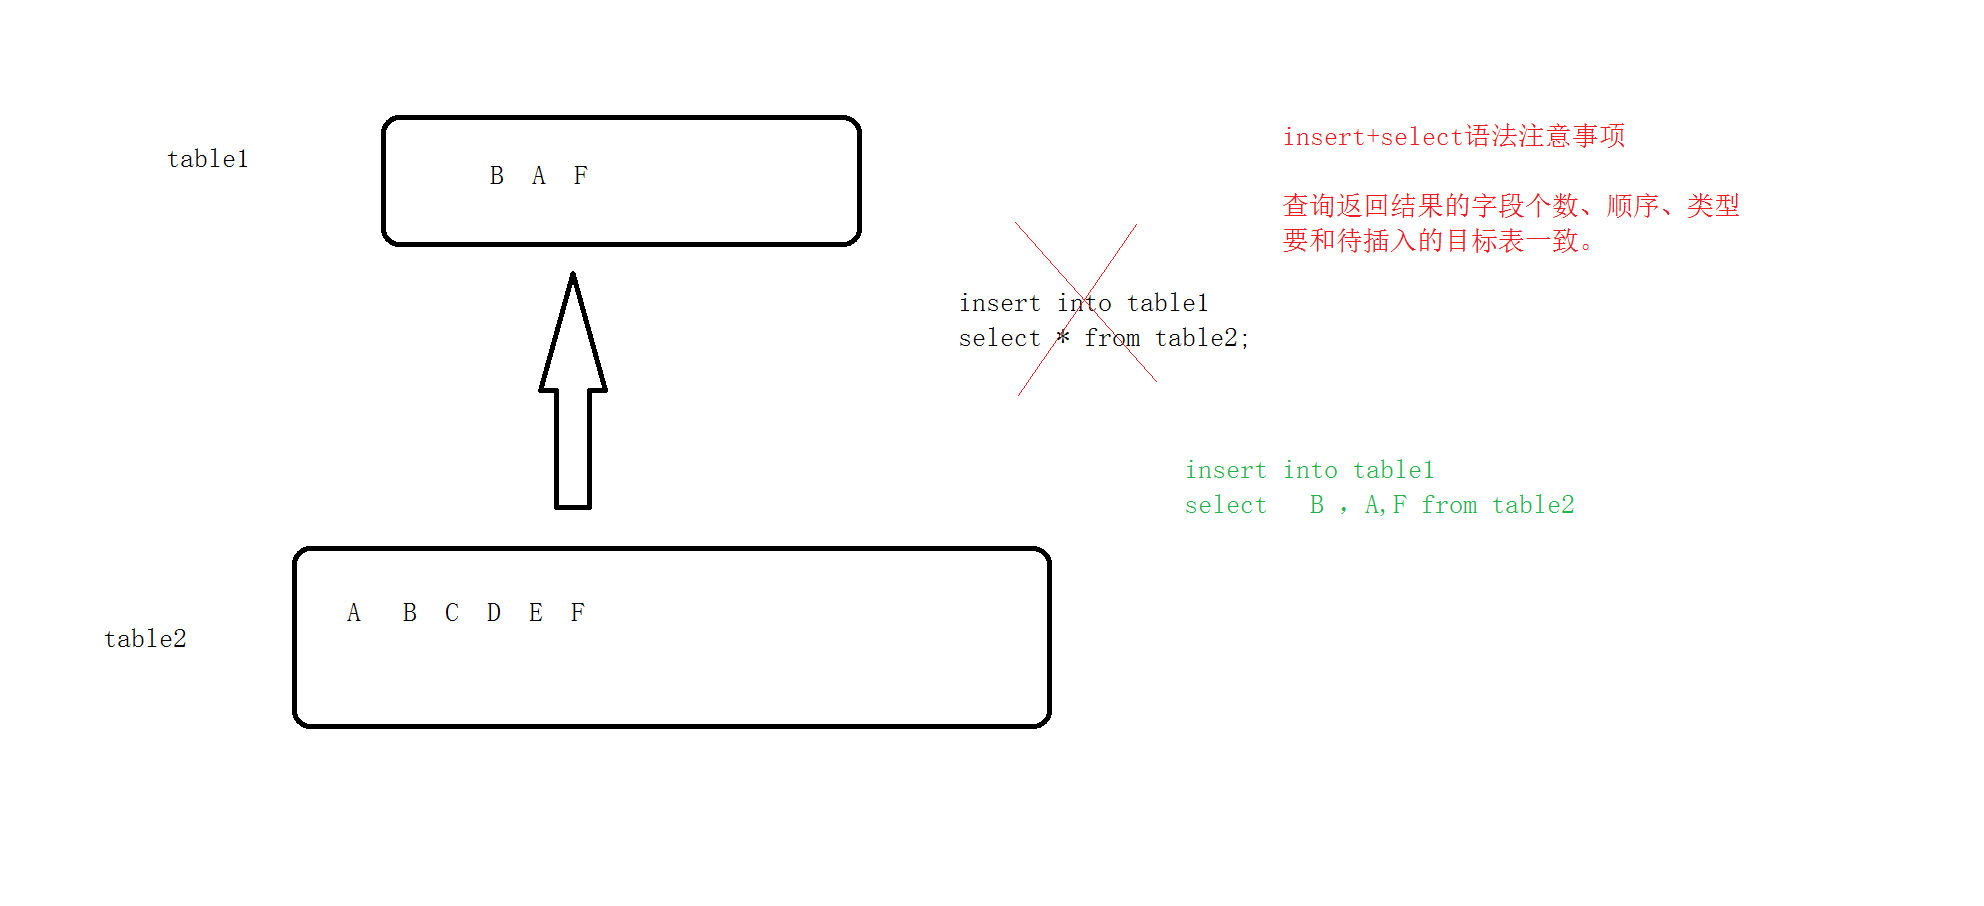 table1
B A F
insert+select语法注意事项
查询返回结果的字段个数、顺序、类型
要和待插入的目标表一致。
insert into table1
select * from table2;
insert into table1
select B ，A,F from table2
A B C D E F
table2